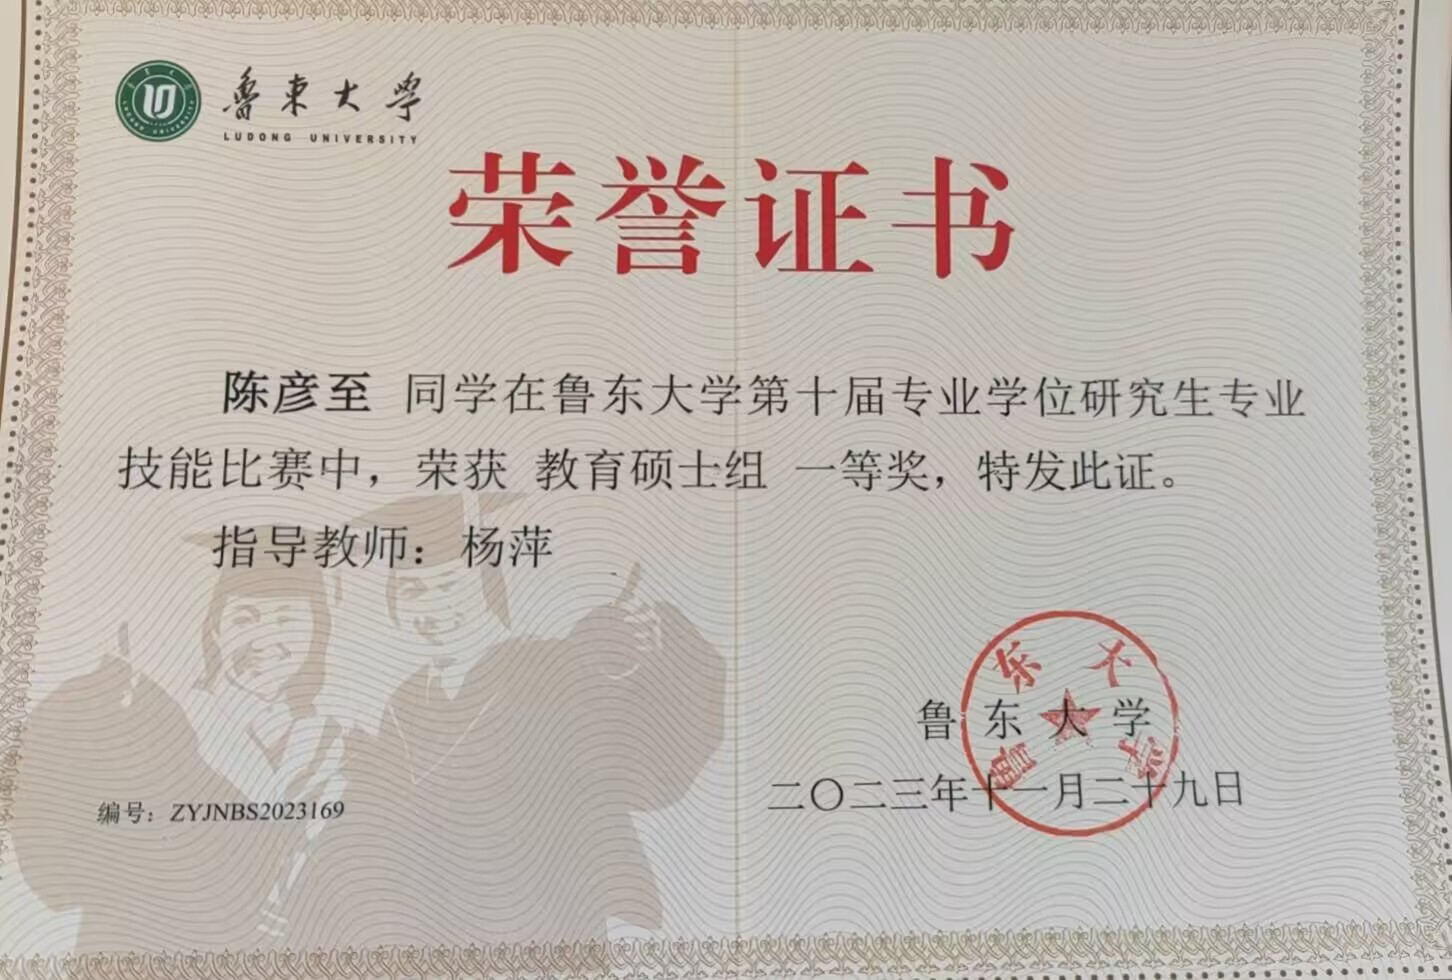 魯東大學
LUDONG UNIVERSITY
荣誉证书
陈彦至 同学在鲁东大学第十届专业学位研究生专业
技能比赛中，荣获 教育硕士组 一等奖，特发此证。
指导教师：杨萍
鲁东大学
鲁东大学
二〇二三年十一月二十九日
编号：ZYJNBS2023169